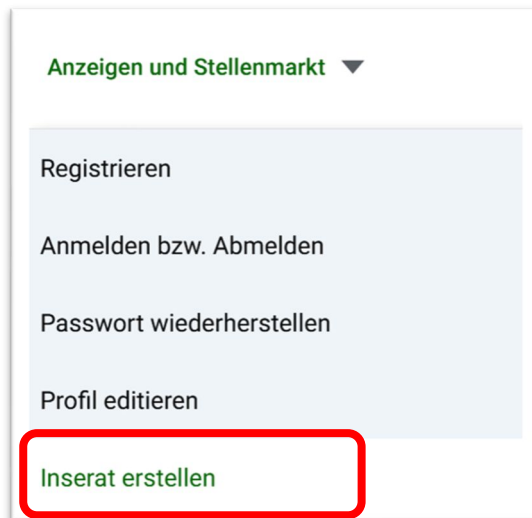 Anzeigen und Stellenmarkt
Registrieren
Anmelden bzw. Abmelden
Passwort wiederherstellen
Profil editieren
Inserat erstellen